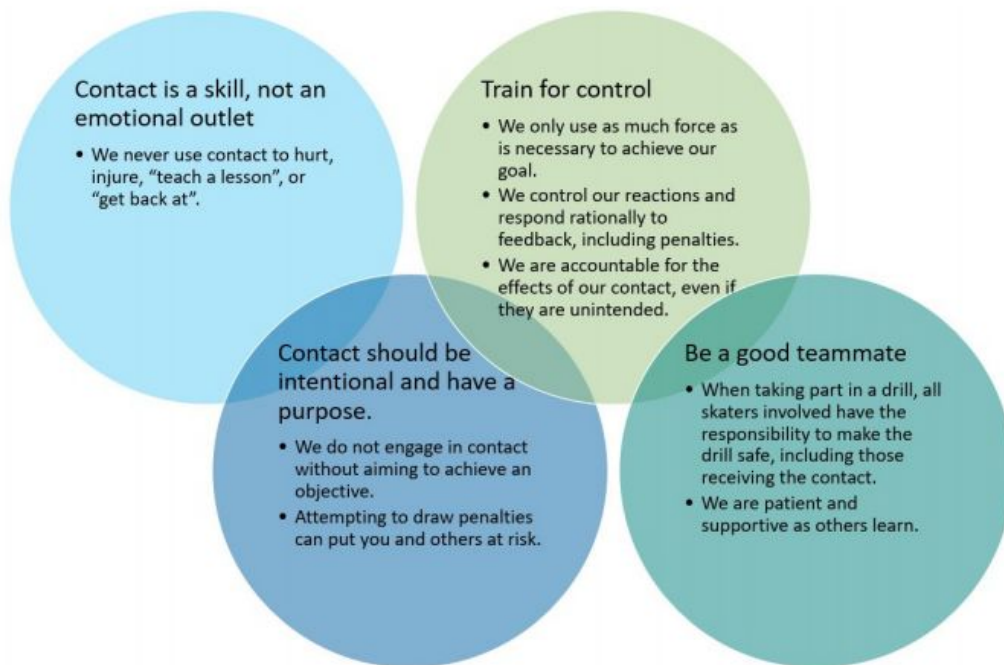 Contact is a skill, not an
emotional outlet
• We never use contact to hurt,
injure, “teach a lesson”, or
“get back at”.
Train for control
• We only use as much force as
is necessary to achieve our
goal.
• We control our reactions and
respond rationally to
feedback, including penalties.
• We are accountable for the
effects of our contact, even if
they are unintended.
Contact should be
intentional and have a
purpose.
• We do not engage in contact
without aiming to achieve an
objective.
• Attempting to draw penalties
can put you and others at risk.
Be a good teammate
• When taking part in a drill, all
skaters involved have the
responsibility to make the
drill safe, including those
receiving the contact.
• We are patient and
supportive as others learn.